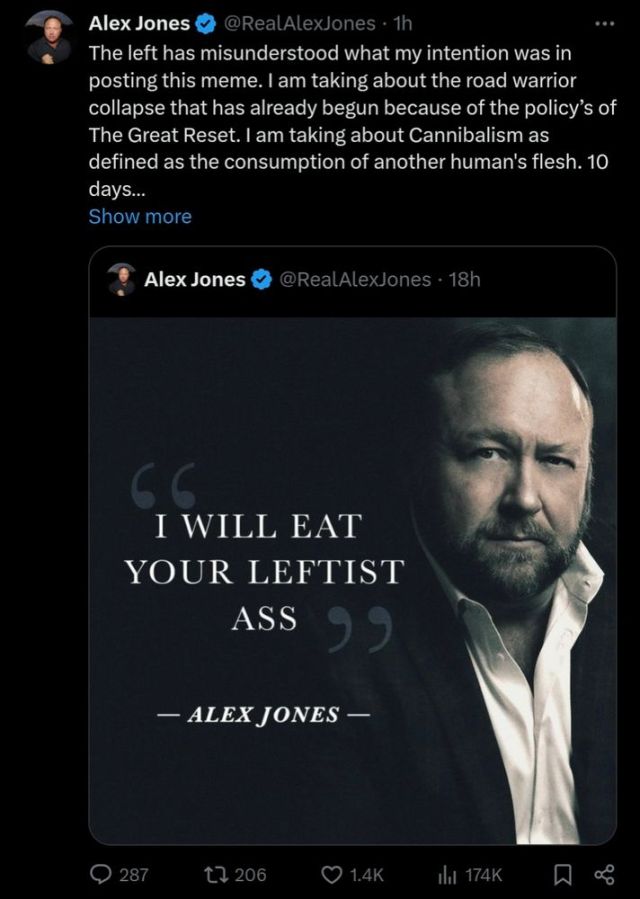 Alex Jones @RealAlexJones · 1h
The left has misunderstood what my intention was in
posting this meme. I am taking about the road warrior
collapse that has already begun because of the policy's of
The Great Reset. I am taking about Cannibalism as
defined as the consumption of another human's flesh. 10
days...
Show more
Alex Jones @RealAlexJones · 18h
“
I WILL EAT
YOUR LEFTIST
ASS ”
— ALEX JONES —
287 206 1.4K 174K